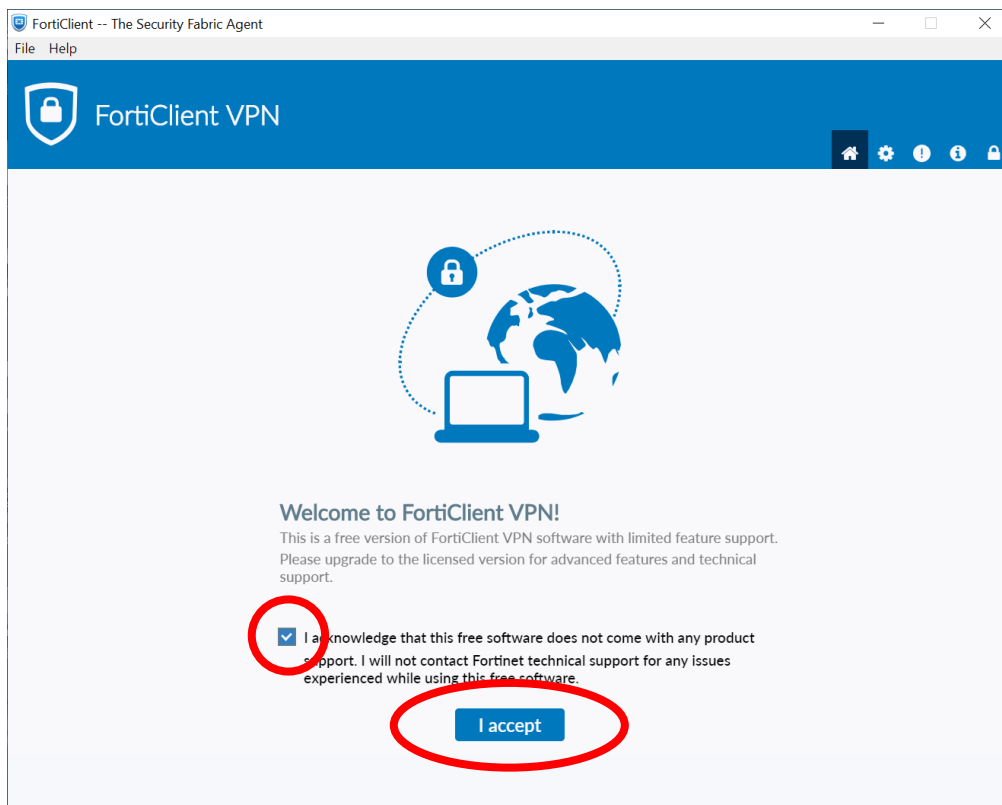 FortiClient -- The Security Fabric Agent
File Help
FortiClient VPN
Welcome to FortiClient VPN!
This is a free version of FortiClient VPN software with limited feature support.
Please upgrade to the licensed version for advanced features and technical
support.
I acknowledge that this free software does not come with any product
support. I will not contact Fortinet technical support for any issues
experienced while using this free software.
I accept